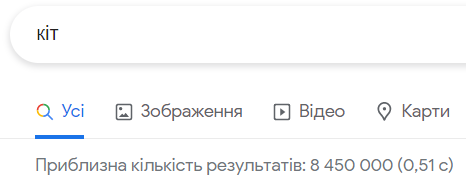 кіт
Усі Зображення Відео Карти
Приблизна кількість результатів: 8 450 000 (0,51 с)